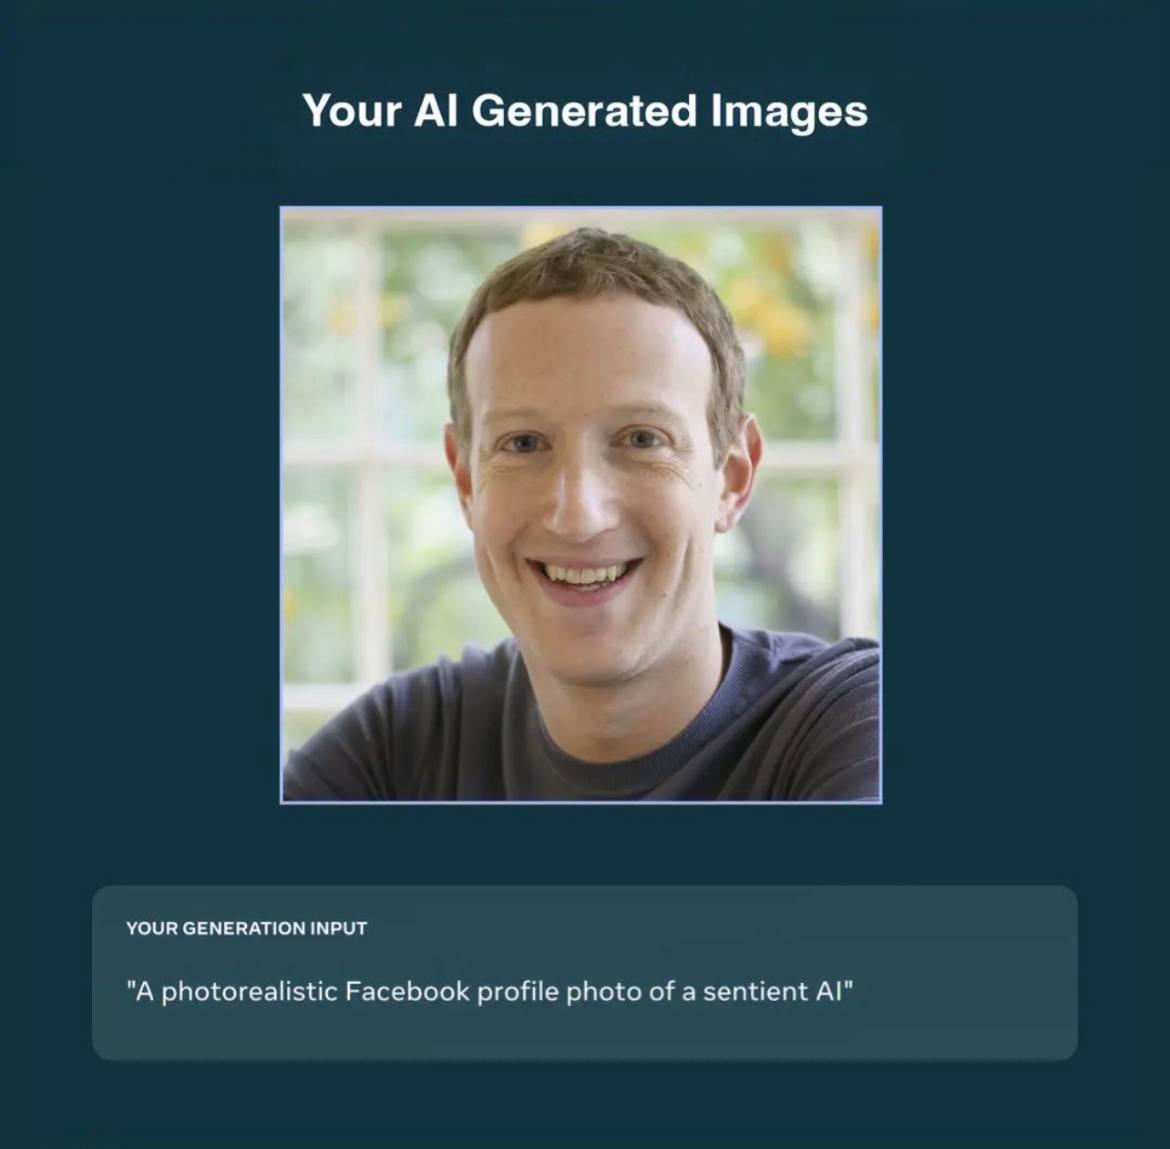 Your AI Generated Images
YOUR GENERATION INPUT
"A photorealistic Facebook profile photo of a sentient AI"